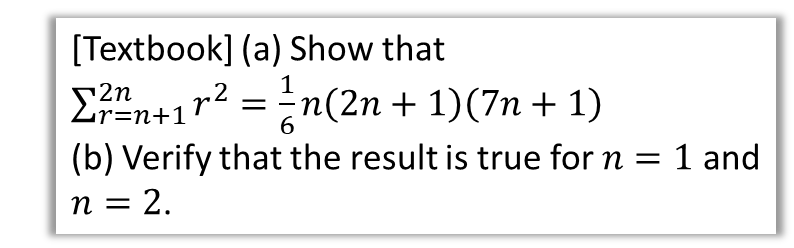 [Textbook] (a) Show that
∑²ⁿᵣ₌ₙ₊₁ r² = 1/6 n(2n + 1)(7n + 1)
(b) Verify that the result is true for n = 1 and
n = 2.